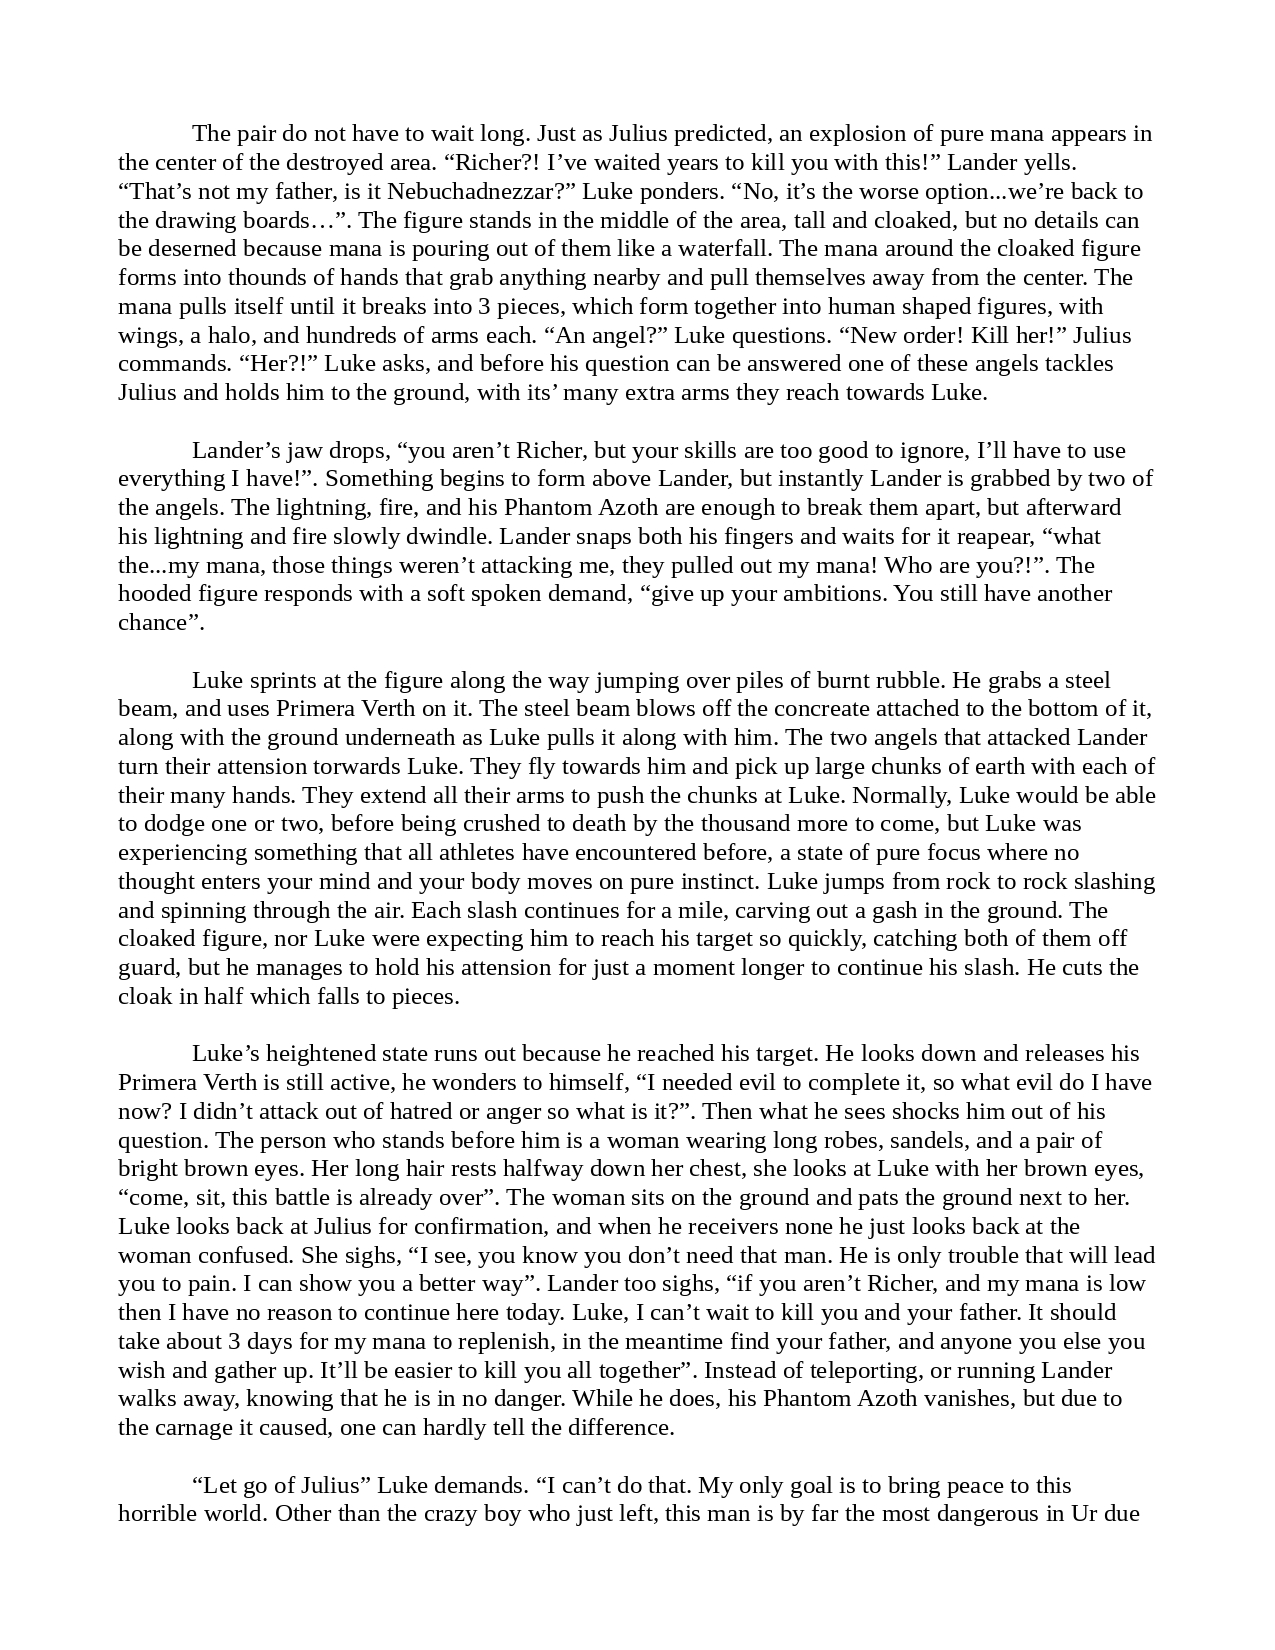 The pair do not have to wait long. Just as Julius predicted, an explosion of pure mana appears in
the center of the destroyed area. “Richer?! I’ve waited years to kill you with this!” Lander yells.
“That’s not my father, is it Nebuchadnezzar?” Luke ponders. “No, it’s the worse option...we’re back to
the drawing boards…”. The figure stands in the middle of the area, tall and cloaked, but no details can
be deserned because mana is pouring out of them like a waterfall. The mana around the cloaked figure
forms into thounds of hands that grab anything nearby and pull themselves away from the center. The
mana pulls itself until it breaks into 3 pieces, which form together into human shaped figures, with
wings, a halo, and hundreds of arms each. “An angel?” Luke questions. “New order! Kill her!” Julius
commands. “Her?!” Luke asks, and before his question can be answered one of these angels tackles
Julius and holds him to the ground, with its’ many extra arms they reach towards Luke.
Lander’s jaw drops, “you aren’t Richer, but your skills are too good to ignore, I’ll have to use
everything I have!”. Something begins to form above Lander, but instantly Lander is grabbed by two of
the angels. The lightning, fire, and his Phantom Azoth are enough to break them apart, but afterward
his lightning and fire slowly dwindle. Lander snaps both his fingers and waits for it reapear, “what
the...my mana, those things weren’t attacking me, they pulled out my mana! Who are you?!”. The
hooded figure responds with a soft spoken demand, “give up your ambitions. You still have another
chance”.
Luke sprints at the figure along the way jumping over piles of burnt rubble. He grabs a steel
beam, and uses Primera Verth on it. The steel beam blows off the concreate attached to the bottom of it,
along with the ground underneath as Luke pulls it along with him. The two angels that attacked Lander
turn their attension torwards Luke. They fly towards him and pick up large chunks of earth with each of
their many hands. They extend all their arms to push the chunks at Luke. Normally, Luke would be able
to dodge one or two, before being crushed to death by the thousand more to come, but Luke was
experiencing something that all athletes have encountered before, a state of pure focus where no
thought enters your mind and your body moves on pure instinct. Luke jumps from rock to rock slashing
and spinning through the air. Each slash continues for a mile, carving out a gash in the ground. The
cloaked figure, nor Luke were expecting him to reach his target so quickly, catching both of them off
guard, but he manages to hold his attension for just a moment longer to continue his slash. He cuts the
cloak in half which falls to pieces.
Luke’s heightened state runs out because he reached his target. He looks down and releases his
Primera Verth is still active, he wonders to himself, “I needed evil to complete it, so what evil do I have
now? I didn’t attack out of hatred or anger so what is it?”. Then what he sees shocks him out of his
question. The person who stands before him is a woman wearing long robes, sandels, and a pair of
bright brown eyes. Her long hair rests halfway down her chest, she looks at Luke with her brown eyes,
“come, sit, this battle is already over”. The woman sits on the ground and pats the ground next to her.
Luke looks back at Julius for confirmation, and when he receivers none he just looks back at the
woman confused. She sighs, “I see, you know you don’t need that man. He is only trouble that will lead
you to pain. I can show you a better way”. Lander too sighs, “if you aren’t Richer, and my mana is low
then I have no reason to continue here today. Luke, I can’t wait to kill you and your father. It should
take about 3 days for my mana to replenish, in the meantime find your father, and anyone you else you
wish and gather up. It’ll be easier to kill you all together”. Instead of teleporting, or running Lander
walks away, knowing that he is in no danger. While he does, his Phantom Azoth vanishes, but due to
the carnage it caused, one can hardly tell the difference.
“Let go of Julius” Luke demands. “I can’t do that. My only goal is to bring peace to this
horrible world. Other than the crazy boy who just left, this man is by far the most dangerous in Ur due